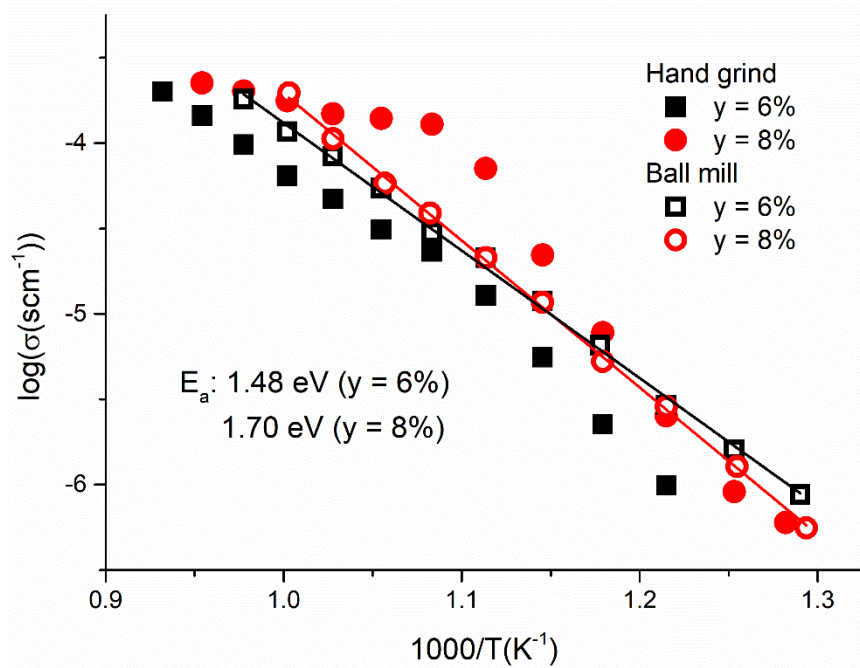 Hand grind
y = 6%
y = 8%
Ball mill
y = 6%
y = 8%
-4
-5
-6
log(σ(scm⁻¹))
Eₐ: 1.48 eV (y = 6%)
1.70 eV (y = 8%)
0.9 1.0 1.1 1.2 1.3
1000/T(K⁻¹)